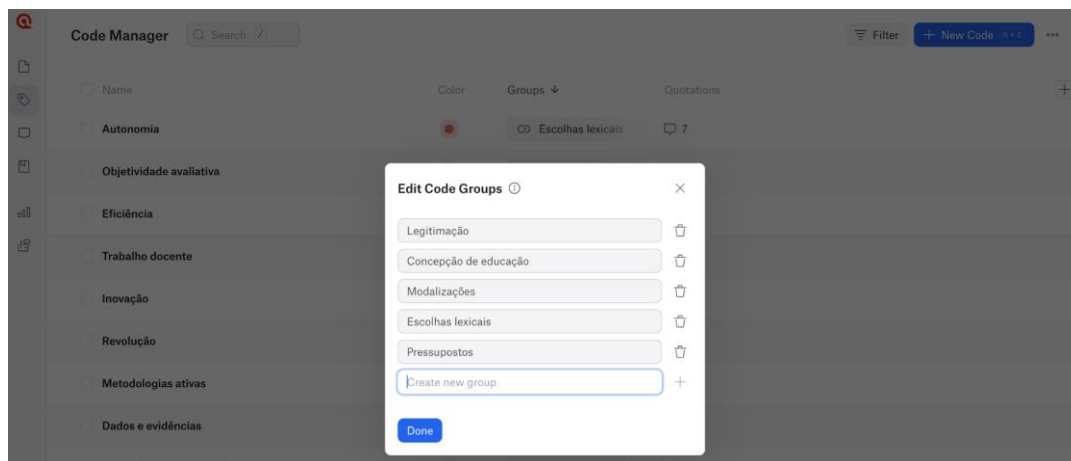 Code Manager Search / Filter + New Code n+c
Name Color Groups ↓ Quotations
Autonomia Escolhas lexicais 7
Objetividade avaliativa
Eficiência
Trabalho docente
Inovação
Revolução
Metodologias ativas
Dados e evidências
Edit Code Groups
Legitimação
Concepção de educação
Modalizações
Escolhas lexicais
Pressupostos
Create new group
Done